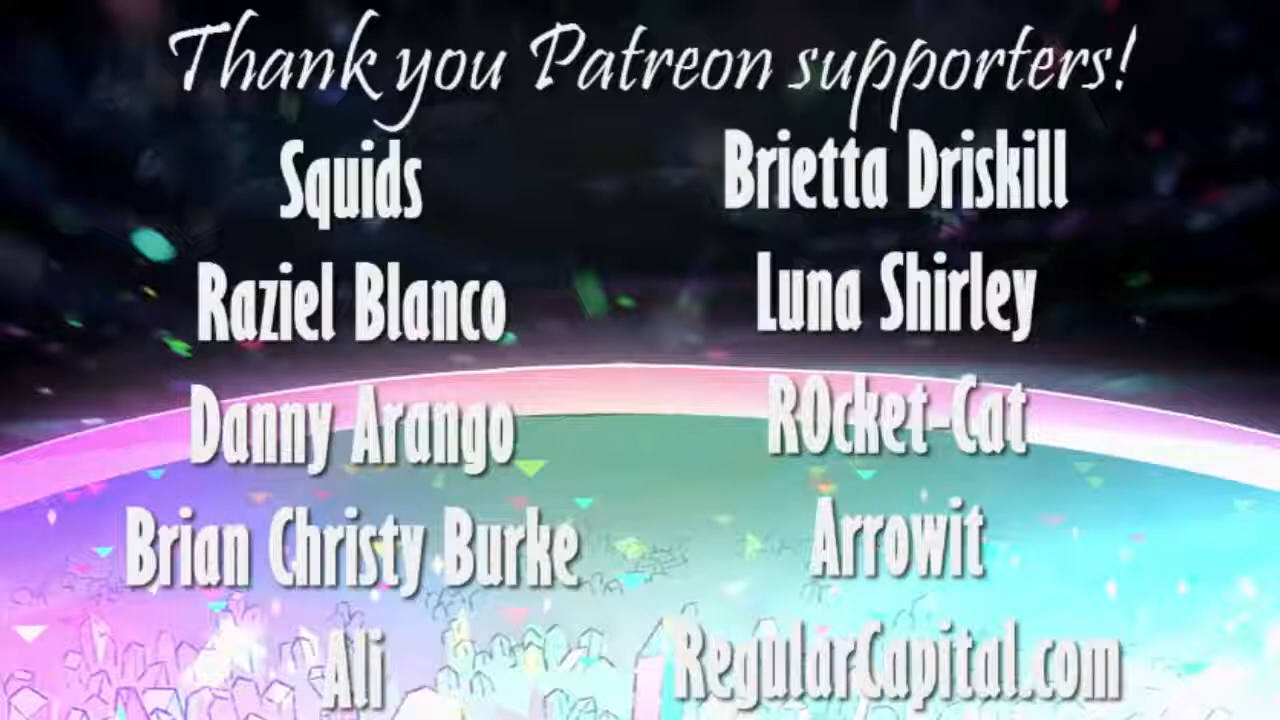 Thank you Patreon supporters!
Squids
Raziel Blanco
Danny Arango
Brian Christy Burke
Ali
Brietta Driskill
Luna Shirley
R0cket-Cat
Arrowit
RegularCapital.com